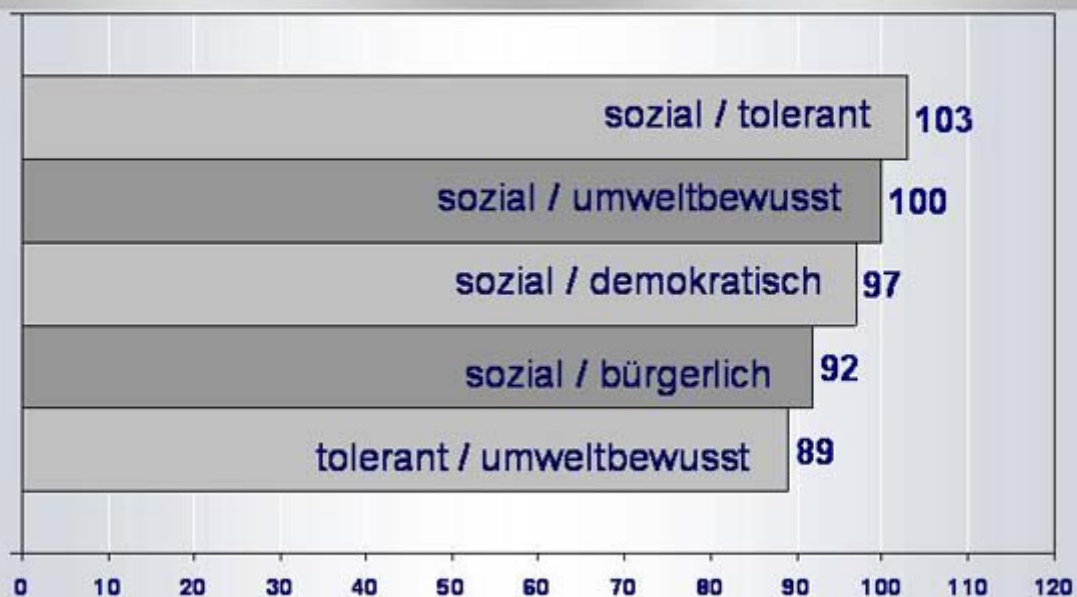 sozial / tolerant 103
sozial / umweltbewusst 100
sozial / demokratisch 97
sozial / bürgerlich 92
tolerant / umweltbewusst 89
0 10 20 30 40 50 60 70 80 90 100 110 120